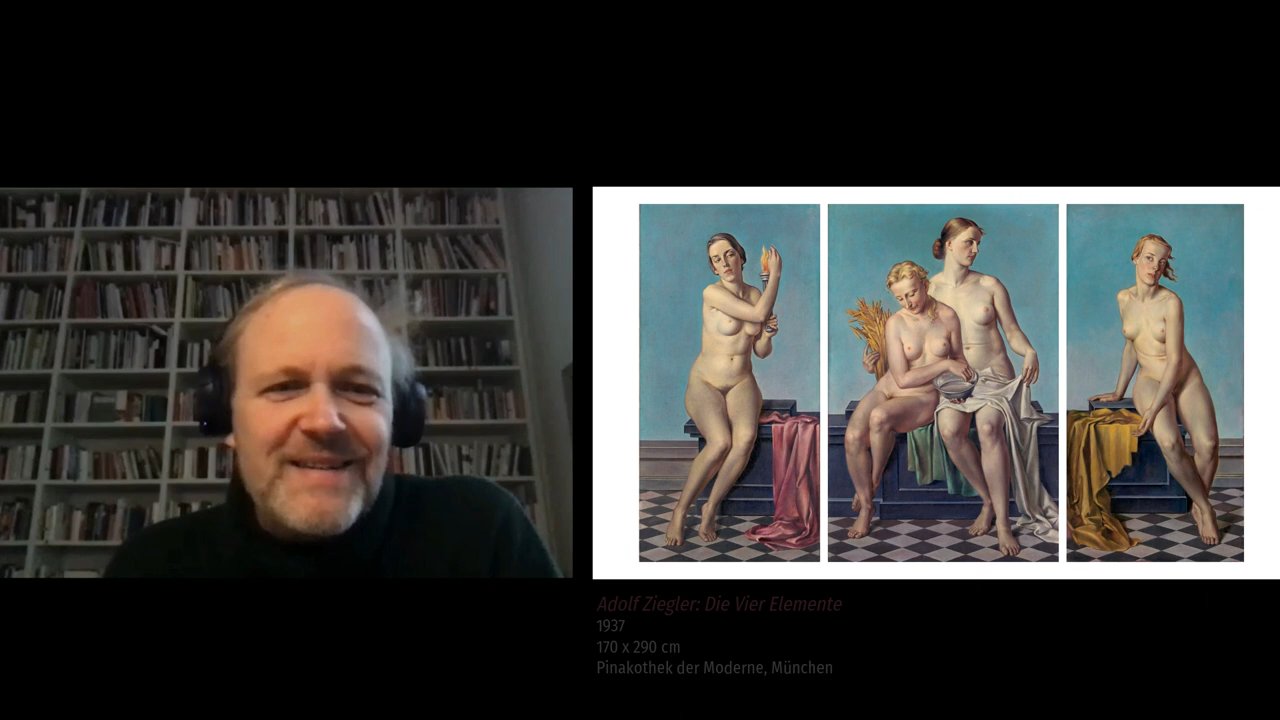 Adolf Ziegler: Die Vier Elemente
1937
170 x 290 cm
Pinakothek der Moderne, München